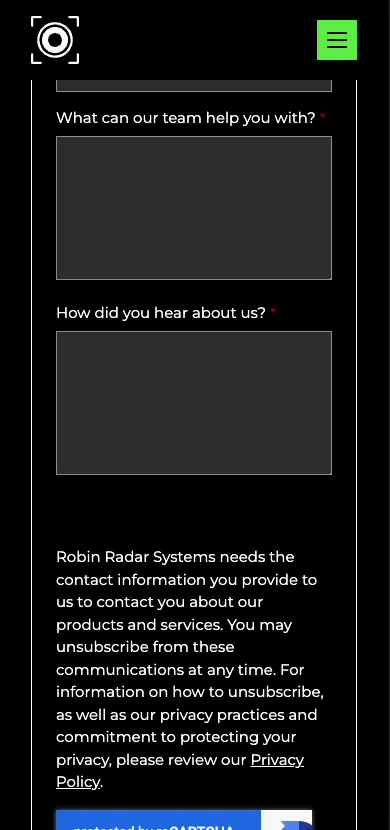 What can our team help you with? *
How did you hear about us? *
Robin Radar Systems needs the
contact information you provide to
us to contact you about our
products and services. You may
unsubscribe from these
communications at any time. For
information on how to unsubscribe,
as well as our privacy practices and
commitment to protecting your
privacy, please review our Privacy
Policy.
protected by reCAPTCHA